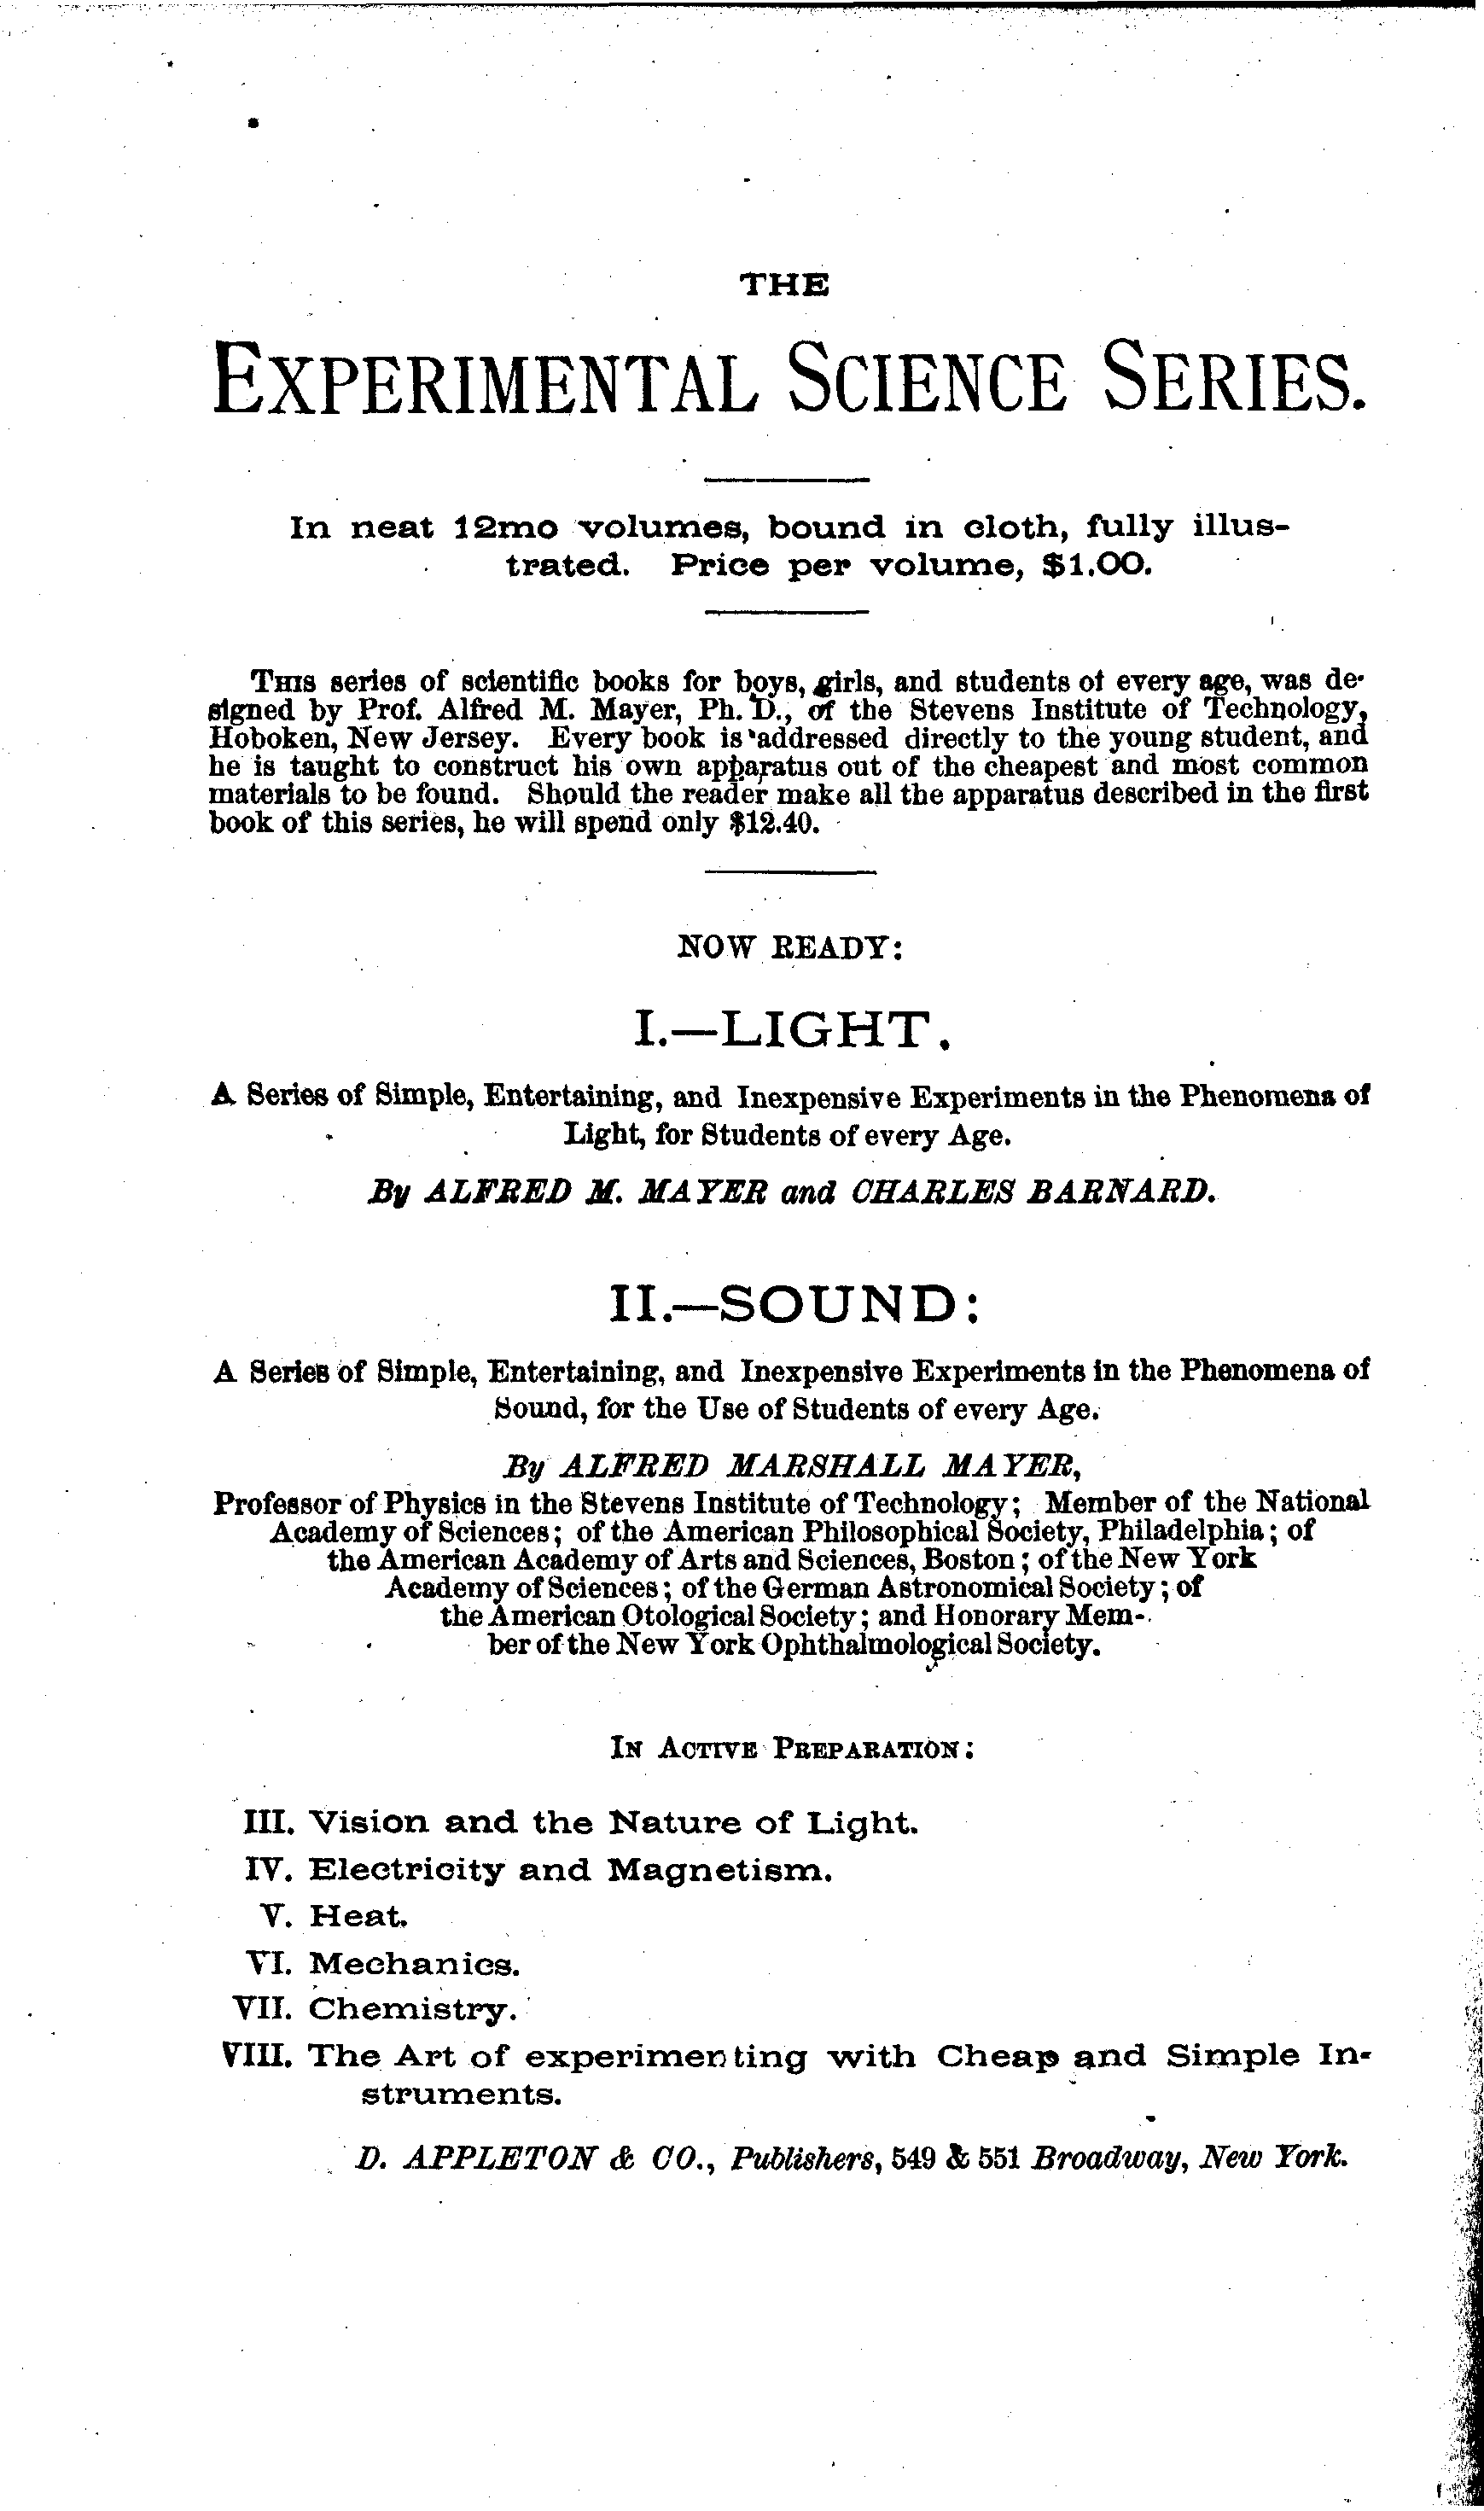 THE
EXPERIMENTAL SCIENCE SERIES.
In neat 12mo volumes, bound in cloth, fully illus-
trated. Price per volume, $1.00.
THIS series of scientific books for boys, girls, and students of every age, was de-
signed by Prof. Alfred M. Mayer, Ph. D., of the Stevens Institute of Technology,
Hoboken, New Jersey. Every book is addressed directly to the young student, and
he is taught to construct his own apparatus out of the cheapest and most common
materials to be found. Should the reader make all the apparatus described in the first
book of this series, he will spend only $12.40.
NOW READY:
I.—LIGHT.
A Series of Simple, Entertaining, and Inexpensive Experiments in the Phenomena of
Light, for Students of every Age.
By ALFRED M. MAYER and CHARLES BARNARD.
II.—SOUND:
A Series of Simple, Entertaining, and Inexpensive Experiments in the Phenomena of
Sound, for the Use of Students of every Age.
By ALFRED MARSHALL MAYER,
Professor of Physics in the Stevens Institute of Technology; Member of the National
Academy of Sciences; of the American Philosophical Society, Philadelphia; of
the American Academy of Arts and Sciences, Boston; of the New York
Academy of Sciences; of the German Astronomical Society; of
the American Otological Society; and Honorary Mem-
ber of the New York Ophthalmological Society.
IN ACTIVE PREPARATION:
III. Vision and the Nature of Light.
IV. Electricity and Magnetism.
V. Heat.
VI. Mechanics.
VII. Chemistry.
VIII. The Art of experimenting with Cheap and Simple In-
struments.
D. APPLETON & CO., Publishers, 549 & 551 Broadway, New York.